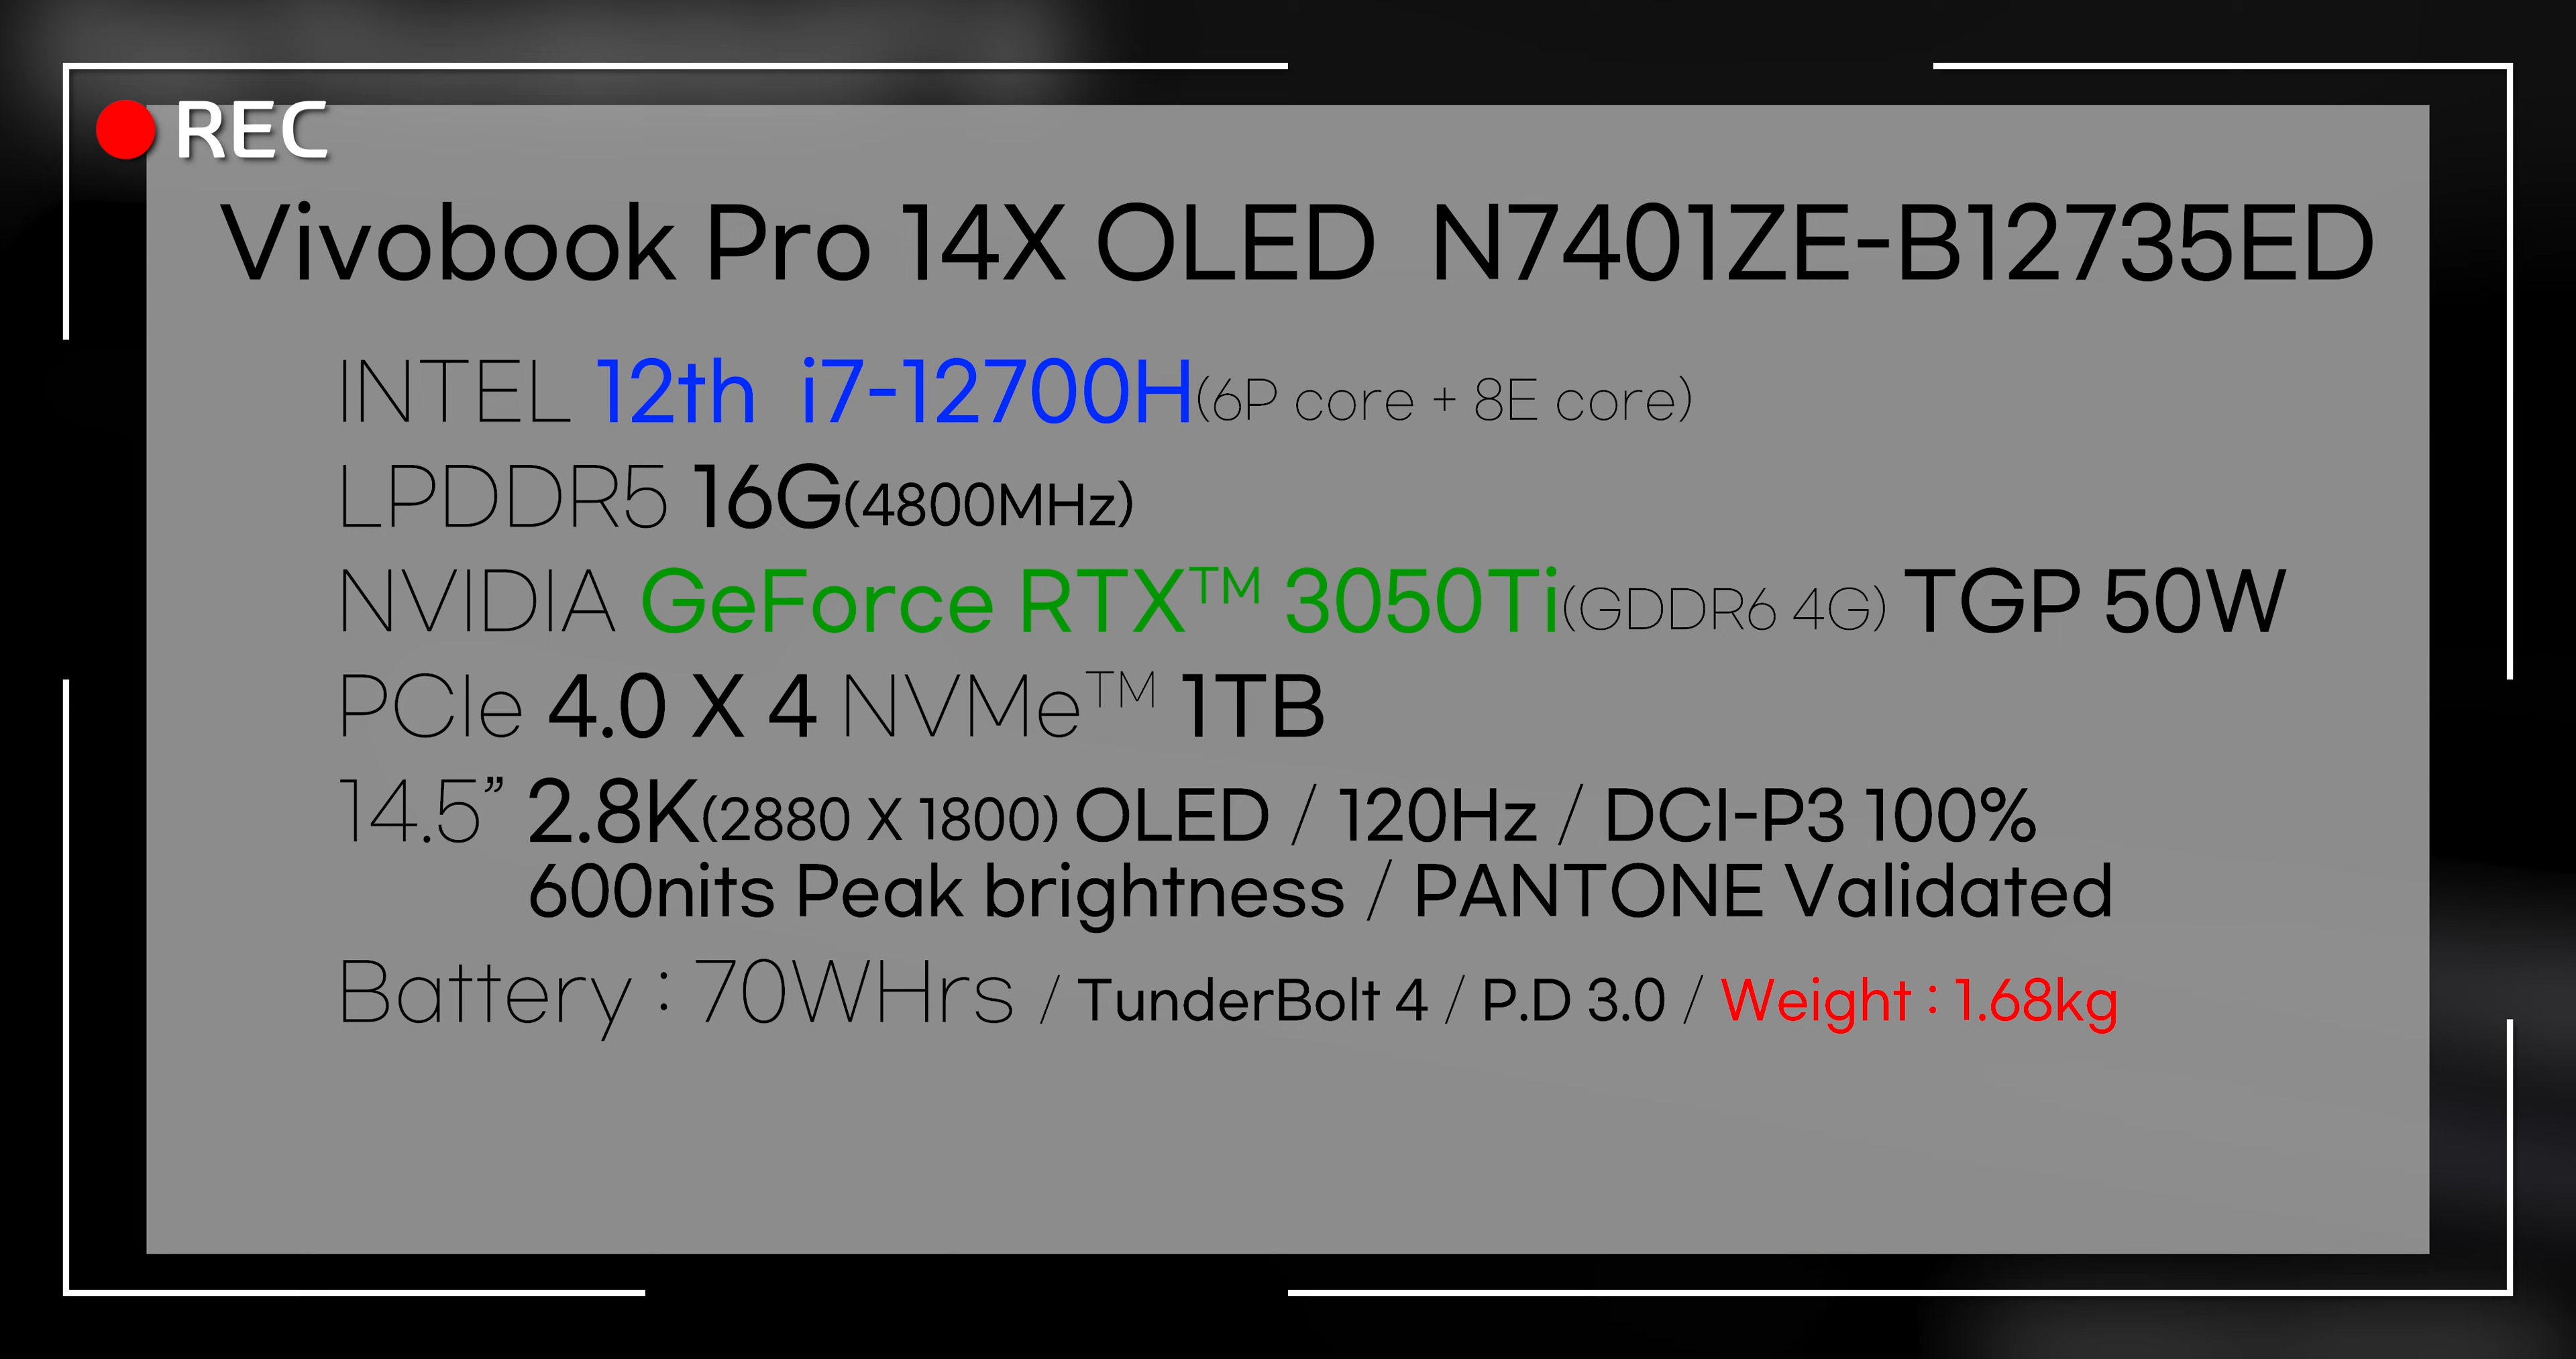 REC
Vivobook Pro 14X OLED N7401ZE-B12735ED
INTEL 12th i7-12700H(6P core + 8E core)
LPDDR5 16G(4800MHz)
NVIDIA GeForce RTX™ 3050Ti(GDDR6 4G) TGP 50W
PCIe 4.0 X 4 NVMe™ 1TB
14.5” 2.8K(2880 X 1800) OLED / 120Hz / DCI-P3 100%
600nits Peak brightness / PANTONE Validated
Battery : 70WHrs / TunderBolt 4 / P.D 3.0 / Weight : 1.68kg